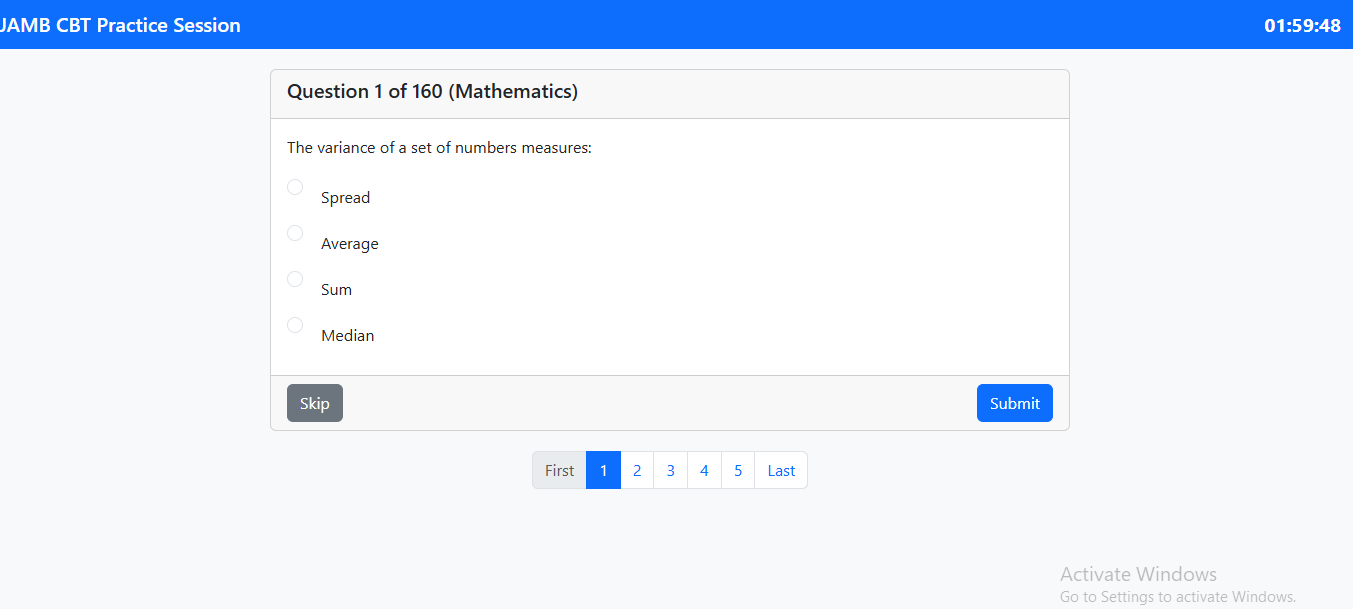 JAMB CBT Practice Session
01:59:48
Question 1 of 160 (Mathematics)
The variance of a set of numbers measures:
Spread
Average
Sum
Median
Skip
Submit
First 1 2 3 4 5 Last
Activate Windows
Go to Settings to activate Windows.